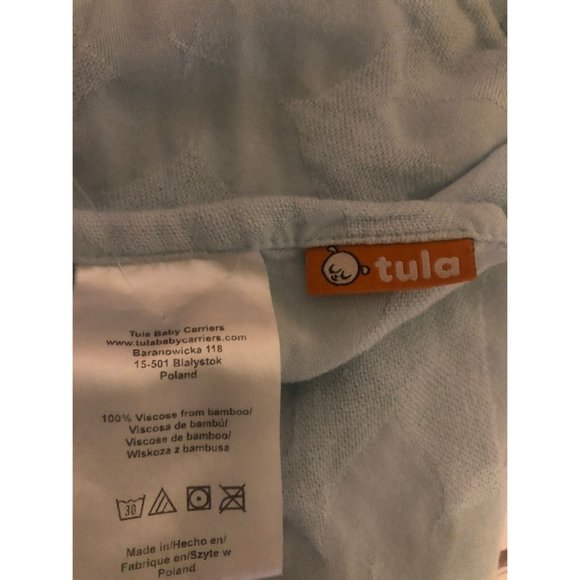 tula
Tula Baby Carriers
www.tulababycarriers.com
Baranowicka 118
15-501 Białystok
Poland
100% Viscose from bamboo/
Viscosa de bambú/
Viscose de bamboo/
Wiskoza z bambusa
30
Made in/Hecho en/
Fabrique en/Szyte w
Poland